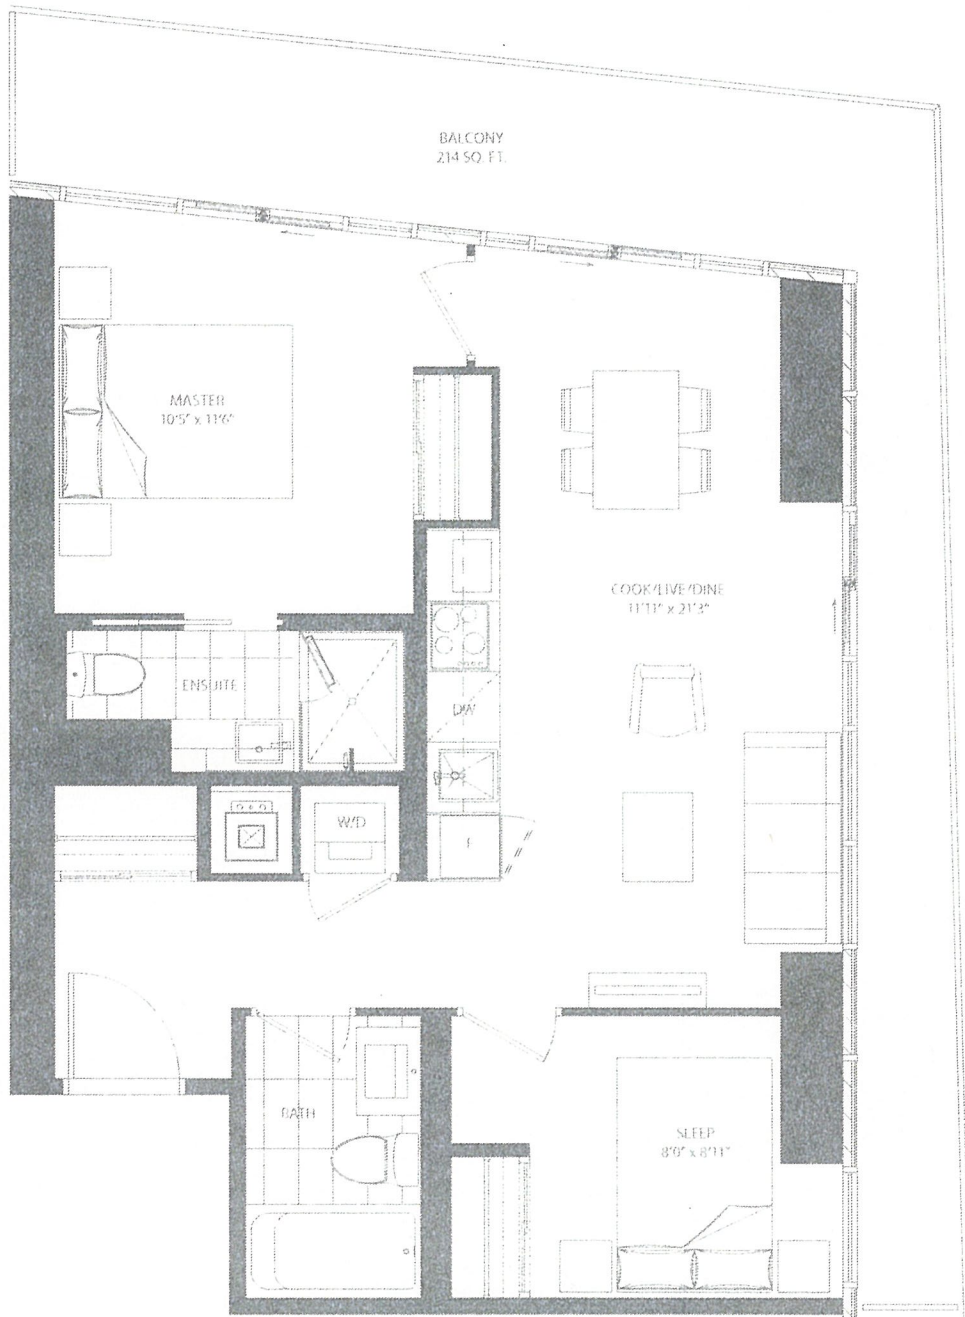 BALCONY
214 SQ. FT.
MASTER
10'5" x 11'6"
COOK/LIVE/DINE
11'11" x 21'3"
ENSUITE
DW
W/D
F
BATH
SLEEP
8'9" x 8'11"